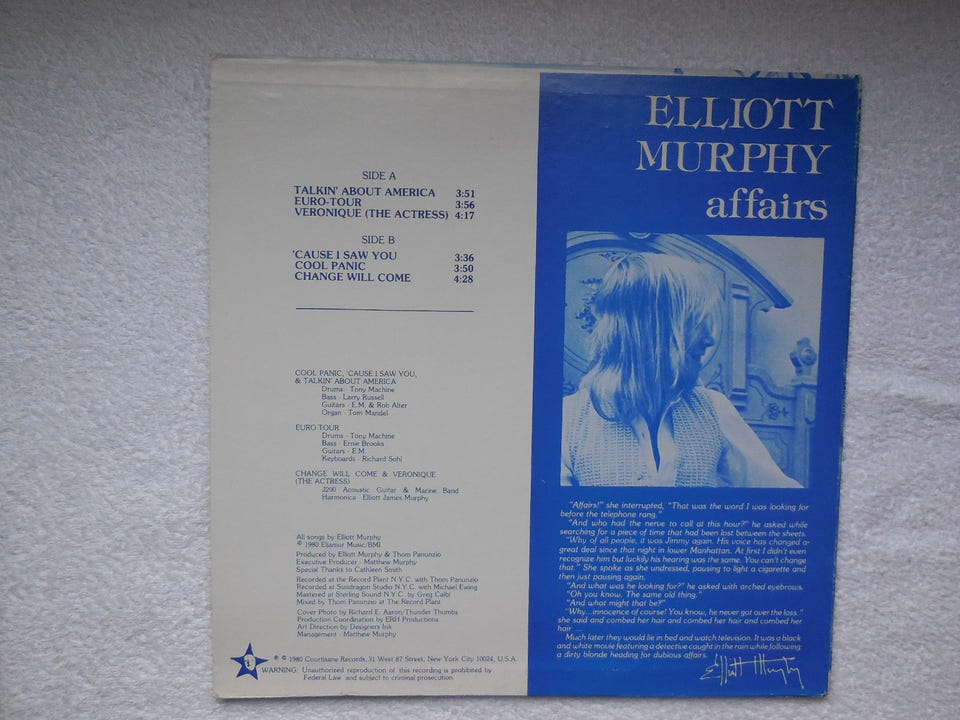 SIDE A
TALKIN' ABOUT AMERICA 3:51
EURO-TOUR 3:56
VERONIQUE (THE ACTRESS) 4:17
SIDE B
'CAUSE I SAW YOU 3:36
COOL PANIC 3:50
CHANGE WILL COME 4:28
COOL PANIC, 'CAUSE I SAW YOU,
& TALKIN' ABOUT AMERICA
Drums - Tony Machine
Bass - Larry Russell
Guitars - E.M. & Rob Alter
Organ - Tom Mandel
EURO-TOUR
Drums - Tony Machine
Bass - Ernie Brooks
Guitars - E.M.
Keyboards - Richard Sohl
CHANGE WILL COME & VERONIQUE
(THE ACTRESS)
J200 Acoustic Guitar & Marine Band
Harmonica - Elliott James Murphy
All songs by Elliott Murphy
© 1980 Eliamur Music/BMI
Produced by Elliott Murphy & Thom Panunzio
Executive Producer - Matthew Murphy
Special Thanks to Cathleen Smith
Recorded at the Record Plant N.Y.C. with Thom Panunzio
Recorded at Sundragon Studio N.Y.C. with Michael Ewing
Mastered at Sterling Sound N.Y.C. by Greg Calbi
Mixed by Thom Panunzio at The Record Plant
Cover Photo by Richard E. Aaron/Thunder Thumbs
Production Coordination by ERH Productions
Art Direction by Designers Ink
Management - Matthew Murphy
℗ © 1980 Courtisane Records, 31 West 87 Street, New York City 10024, U.S.A.
WARNING: Unauthorized reproduction of this recording is prohibited by
Federal Law and subject to criminal prosecution.
ELLIOTT
MURPHY
affairs
"Affairs!" she interrupted, "That was the word I was looking for
before the telephone rang."
"And who had the nerve to call at this hour?" he asked while
searching for a piece of time that had been lost between the sheets.
"Why of all people, it was Jimmy again. His voice has changed a
great deal since that night in lower Manhattan. At first I didn't even
recognize him but luckily his hearing was the same. You can't change
that." She spoke as she undressed, pausing to light a cigarette and
then just pausing again.
"And what was he looking for?" he asked with arched eyebrows.
"Oh you know. The same old thing."
"And what might that be?"
"Why...innocence of course! You know, he never got over the loss."
she said and combed her hair and combed her hair and combed her
hair
Much later they would lie in bed and watch television. It was a black
and white movie featuring a detective caught in the rain while following
a dirty blonde heading for dubious affairs.
Elliott Murphy